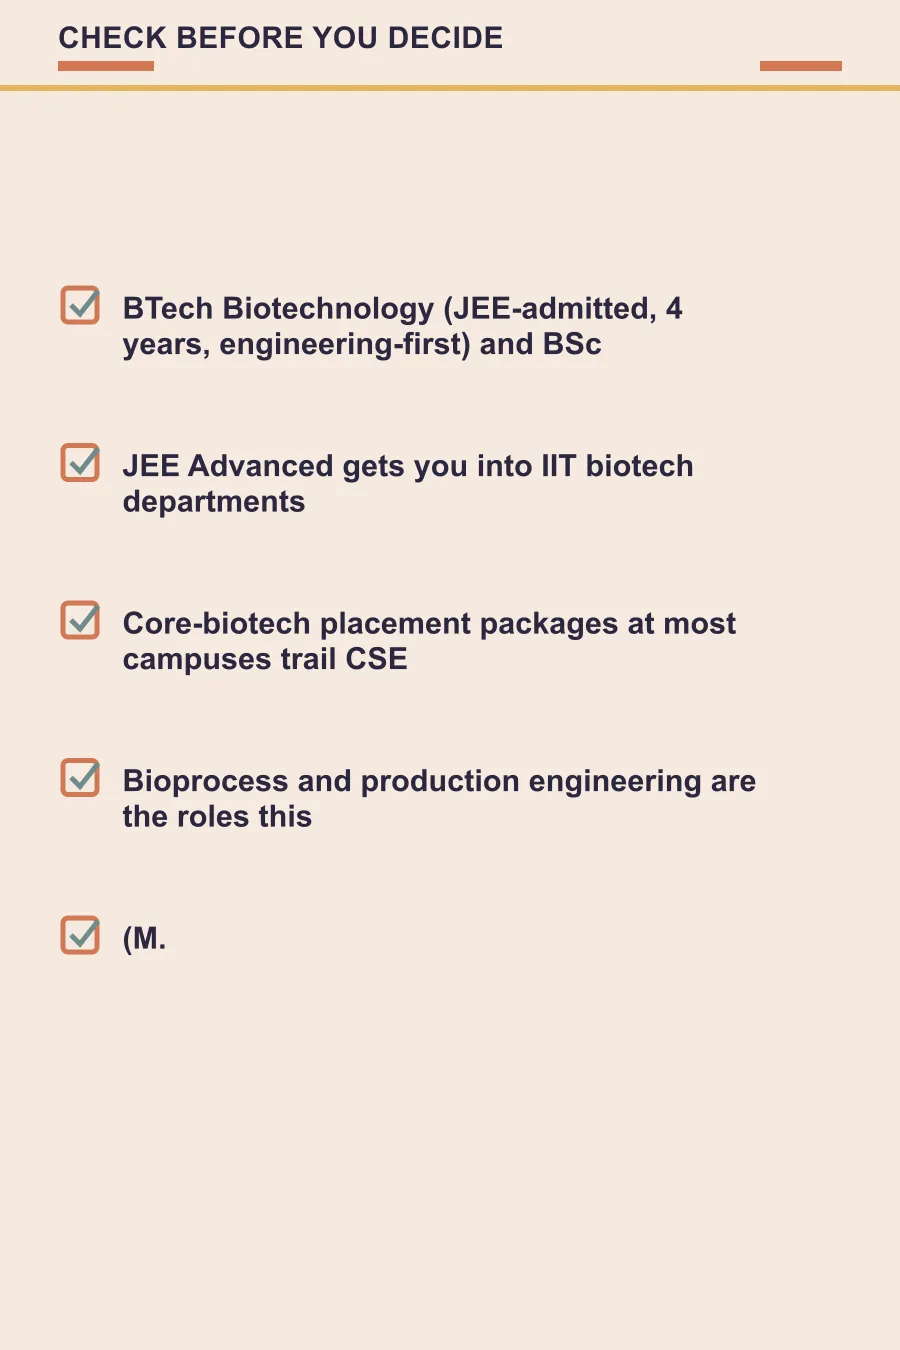 CHECK BEFORE YOU DECIDE
BTech Biotechnology (JEE-admitted, 4
years, engineering-first) and BSc
JEE Advanced gets you into IIT biotech
departments
Core-biotech placement packages at most
campuses trail CSE
Bioprocess and production engineering are
the roles this
(M.